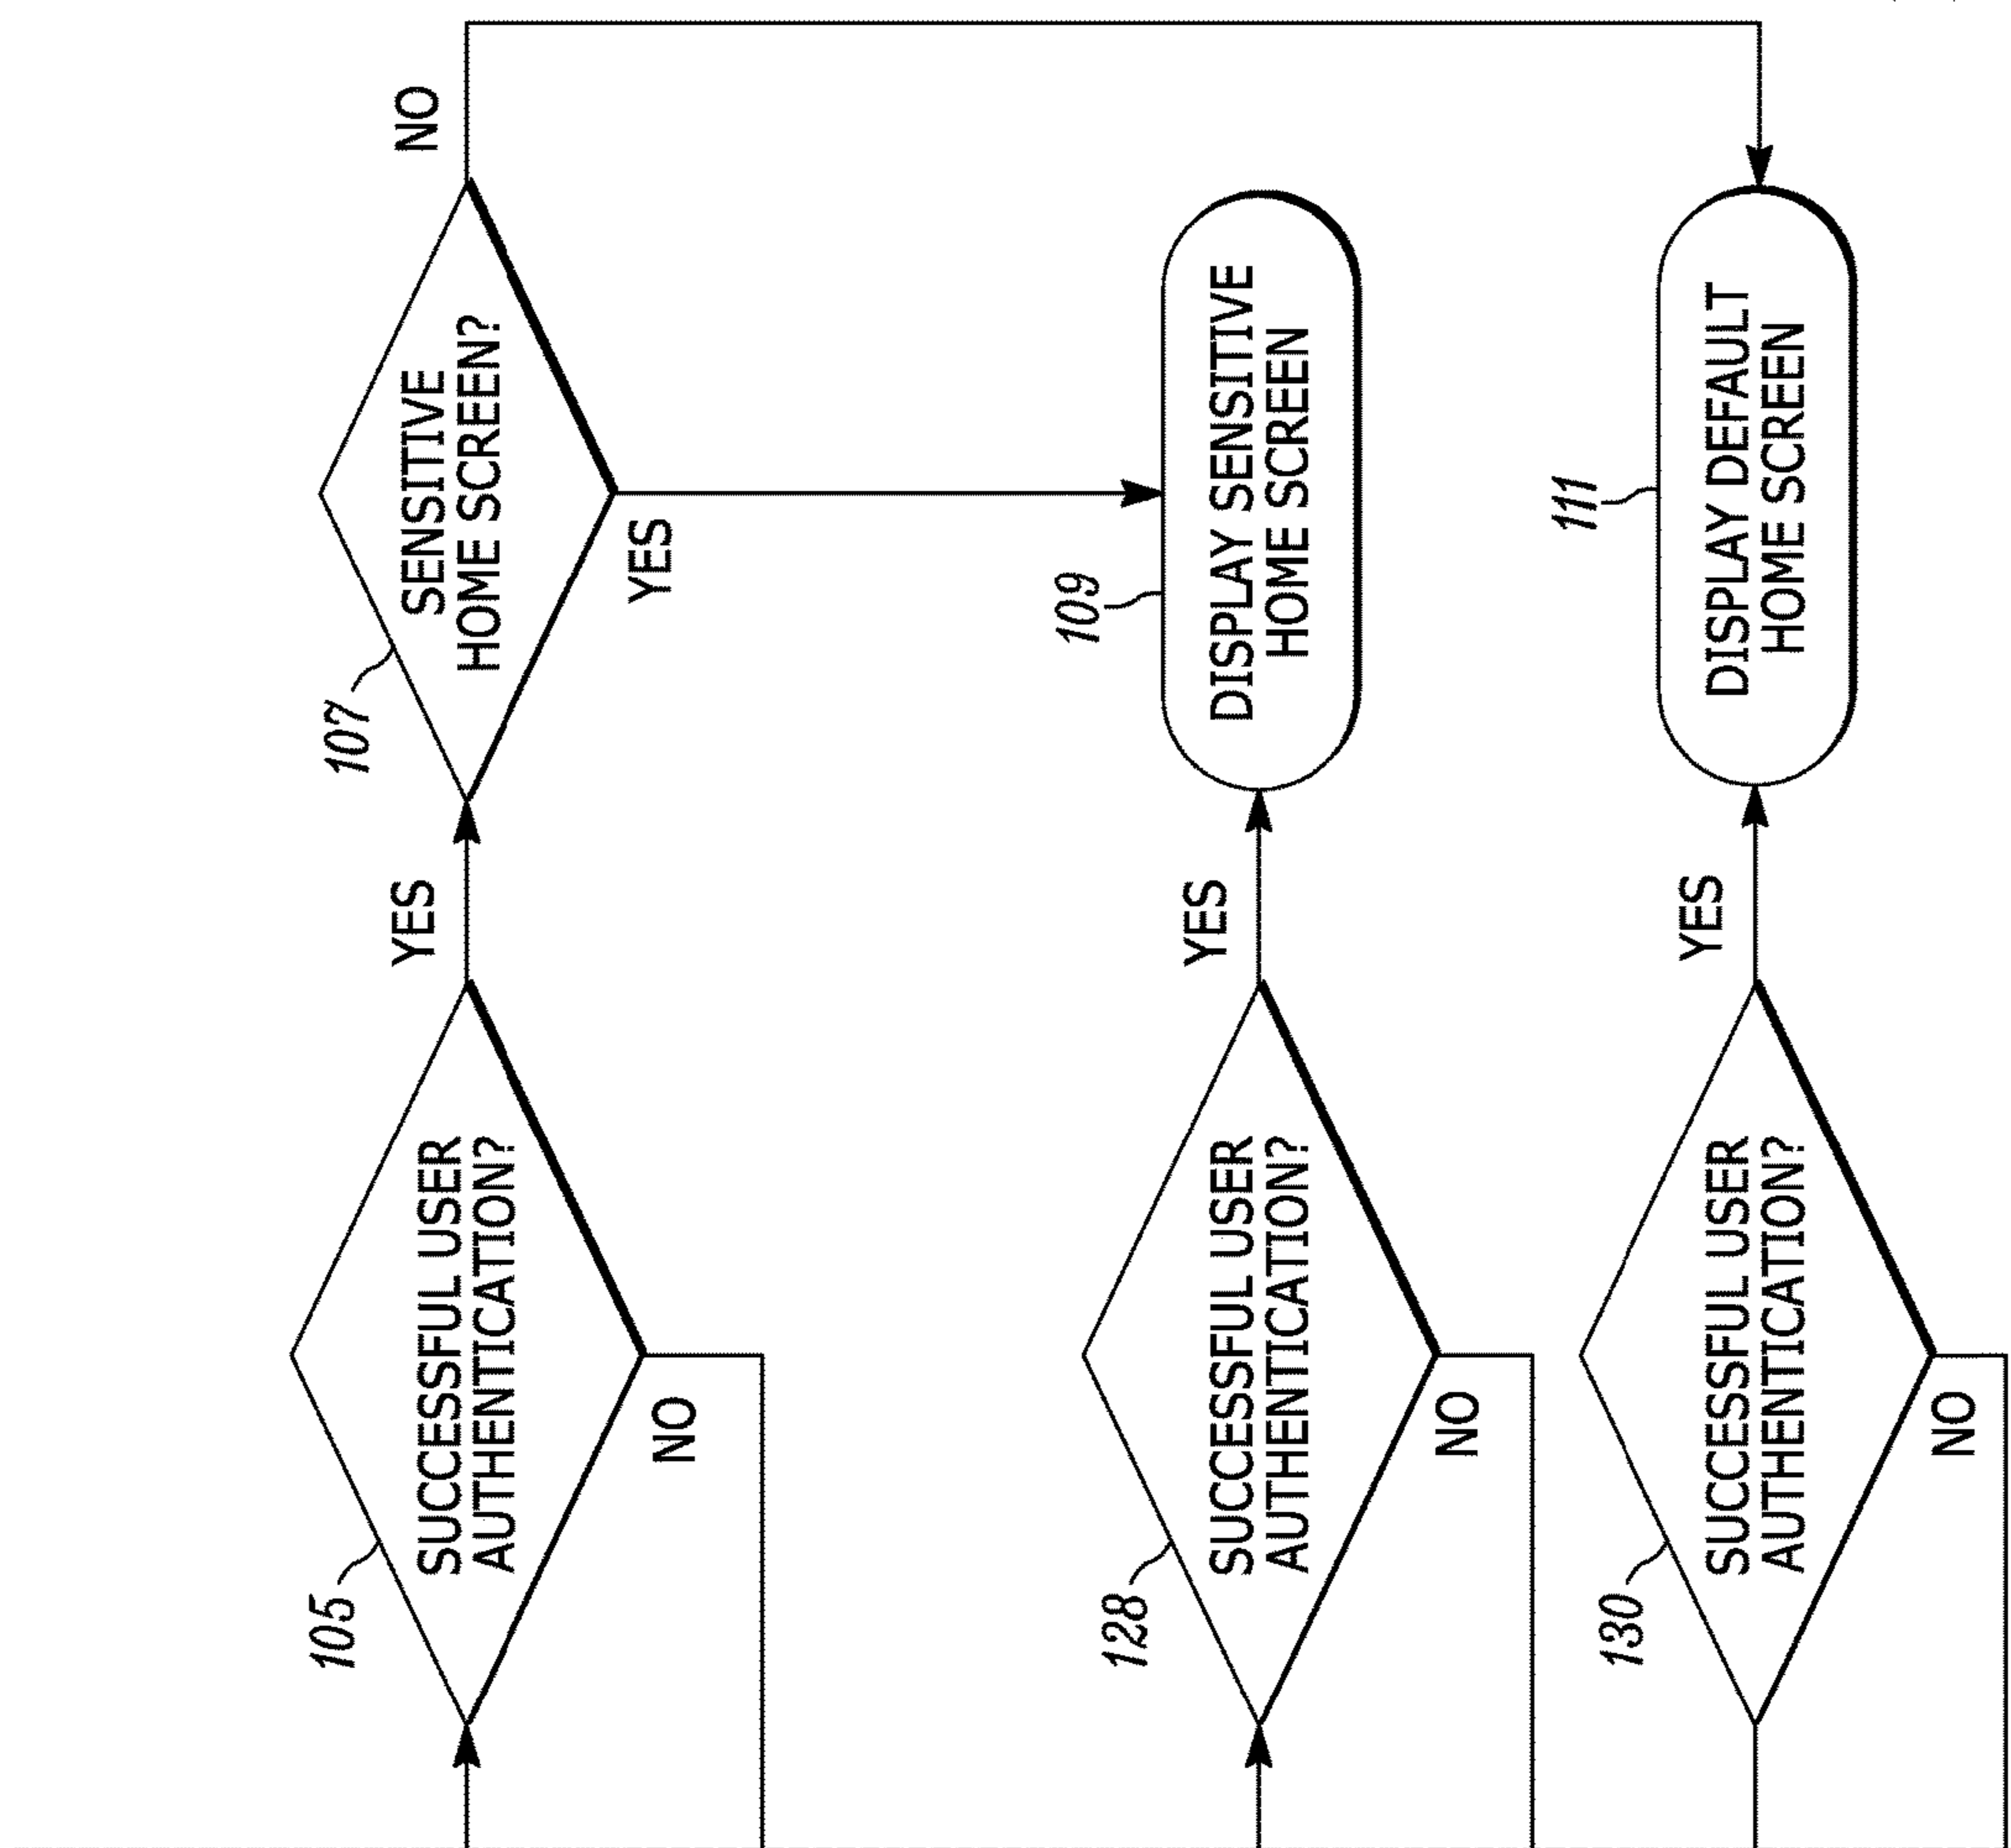 105
SUCCESSFUL USER
AUTHENTICATION?
NO
YES
107
SENSITIVE
HOME SCREEN?
YES
NO
128
SUCCESSFUL USER
AUTHENTICATION?
NO
YES
109
DISPLAY SENSITIVE
HOME SCREEN
130
SUCCESSFUL USER
AUTHENTICATION?
NO
YES
111
DISPLAY DEFAULT
HOME SCREEN